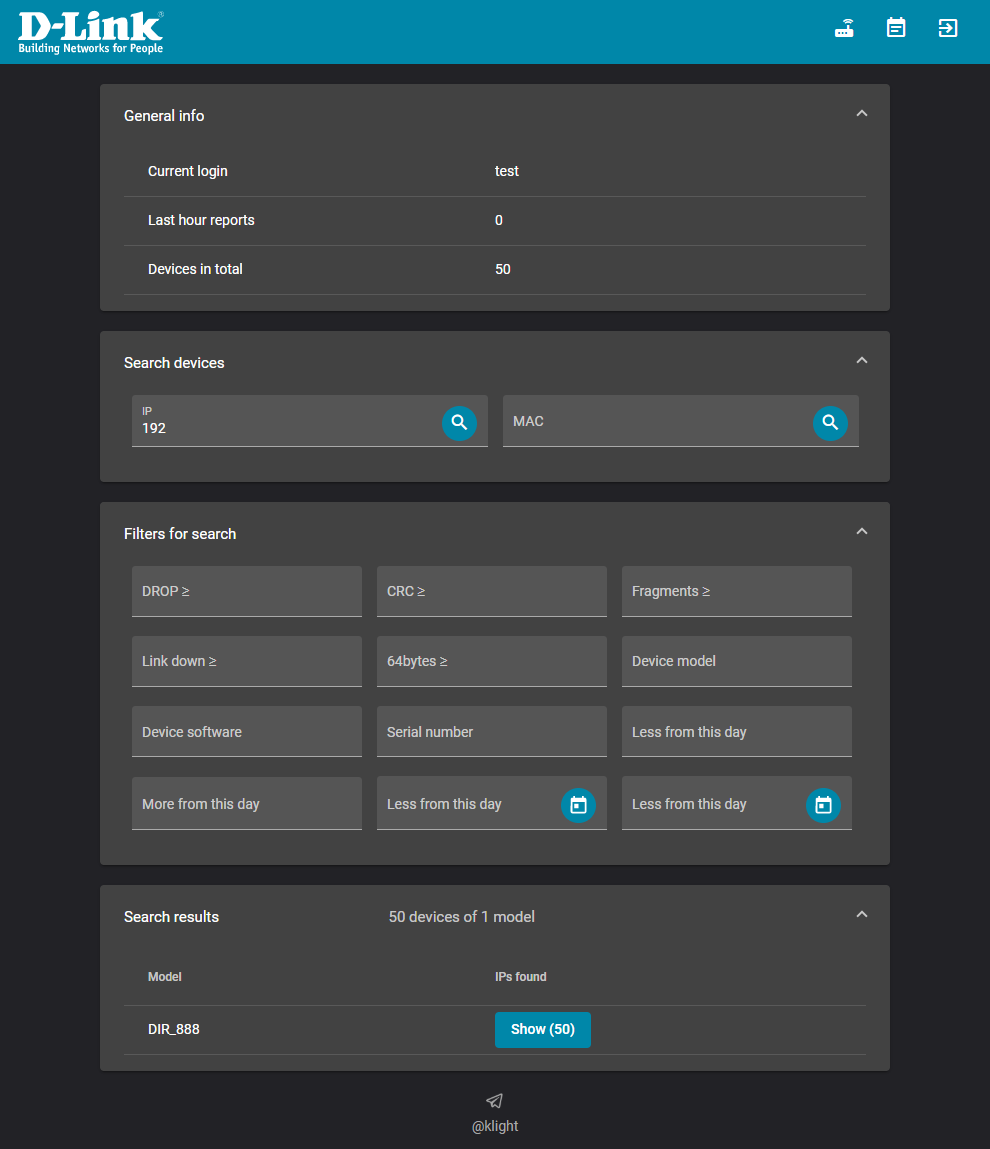 D-Link
Building Networks for People
General info
Current login test
Last hour reports 0
Devices in total 50
Search devices
IP
192
MAC
Filters for search
DROP ≥ CRC ≥ Fragments ≥
Link down ≥ 64bytes ≥ Device model
Device software Serial number Less from this day
More from this day Less from this day Less from this day
Search results 50 devices of 1 model
Model IPs found
DIR_888 Show (50)
@klight